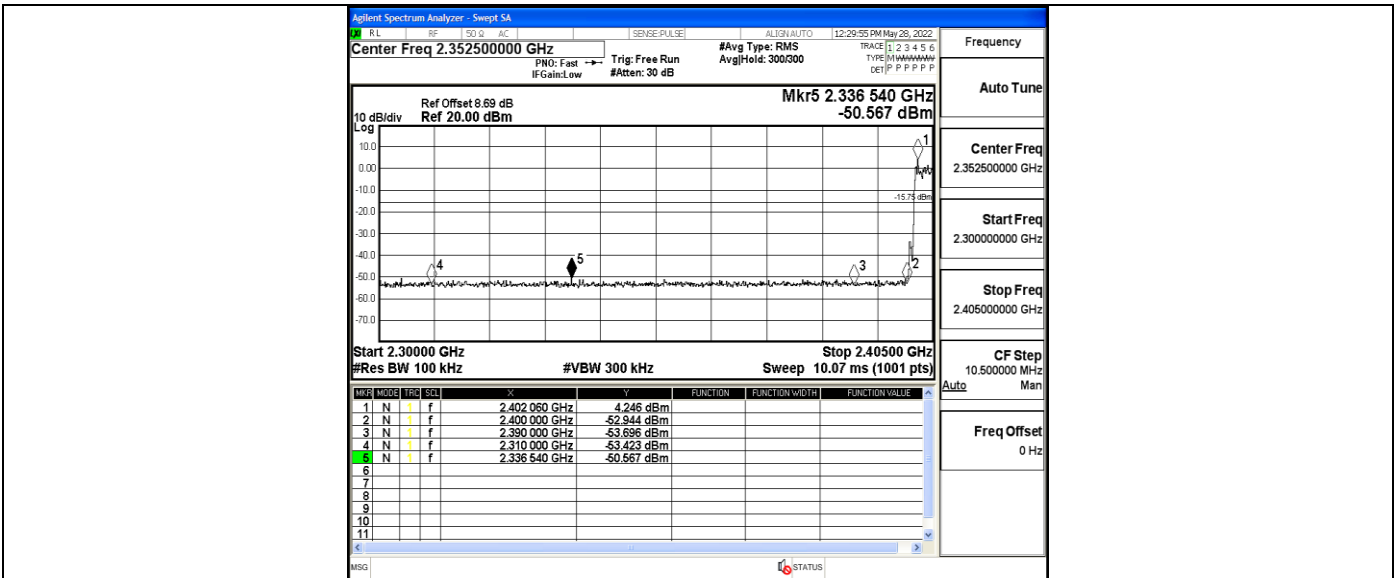 Agilent Spectrum Analyzer - Swept SA
RL RF 50 Ω AC SENSE:PULSE ALIGNAUTO 12:29:55 PM May 28, 2022
Center Freq 2.352500000 GHz
PNO: Fast
IFGain:Low
Trig: Free Run
#Atten: 30 dB
#Avg Type: RMS
Avg|Hold: 300/300
TRACE 1 2 3 4 5 6
TYPE M WWWWW
DET P P P P P P
Ref Offset 8.69 dB
Ref 20.00 dBm
10 dB/div
Log
Mkr5 2.336 540 GHz
-50.567 dBm
10.0
0.00
-10.0
-20.0
-30.0
-40.0
-50.0
-60.0
-70.0
-15.75 dBm
1
2
3
4
5
Start 2.30000 GHz Stop 2.40500 GHz
#Res BW 100 kHz #VBW 300 kHz Sweep 10.07 ms (1001 pts)
MKR MODE TRC SCL X Y FUNCTION FUNCTION WIDTH FUNCTION VALUE
1 N 1 f 2.402 060 GHz 4.246 dBm
2 N 1 f 2.400 000 GHz -52.944 dBm
3 N 1 f 2.390 000 GHz -53.696 dBm
4 N 1 f 2.310 000 GHz -53.423 dBm
5 N 1 f 2.336 540 GHz -50.567 dBm
6
7
8
9
10
11
MSG STATUS
Frequency
Auto Tune
Center Freq
2.352500000 GHz
Start Freq
2.300000000 GHz
Stop Freq
2.405000000 GHz
CF Step
10.500000 MHz
Auto Man
Freq Offset
0 Hz